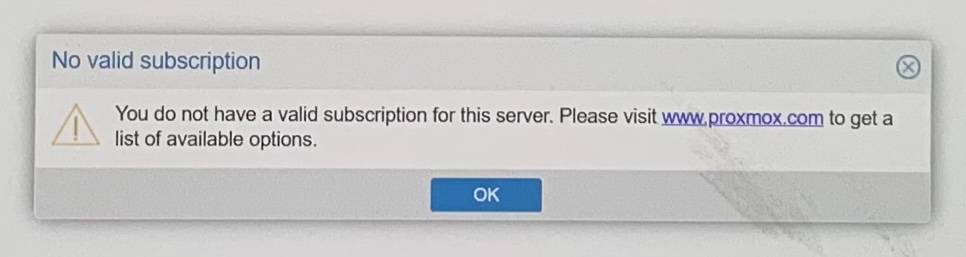 No valid subscription
You do not have a valid subscription for this server. Please visit www.proxmox.com to get a
list of available options.
OK